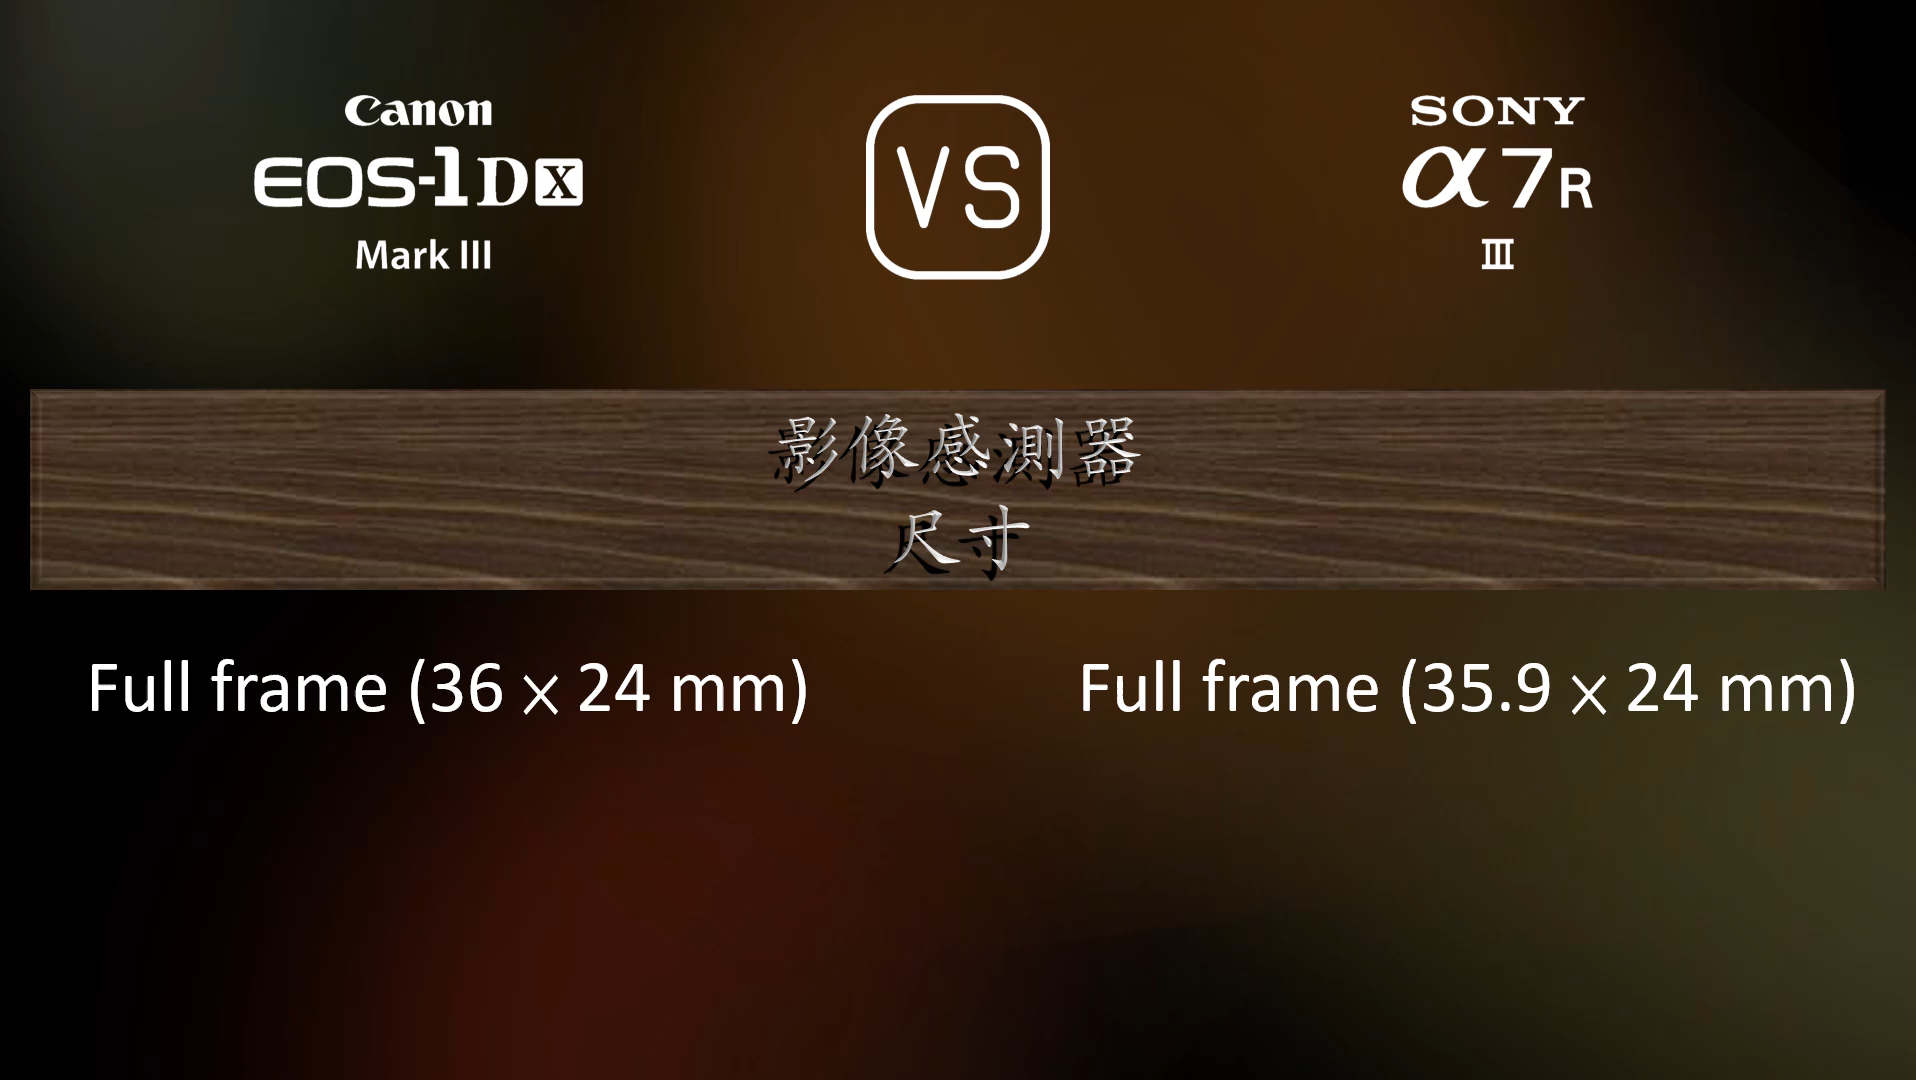 Canon
EOS-1DX
Mark III
VS
SONY
α7R
III
影像感測器
尺寸
Full frame (36 x 24 mm)
Full frame (35.9 x 24 mm)